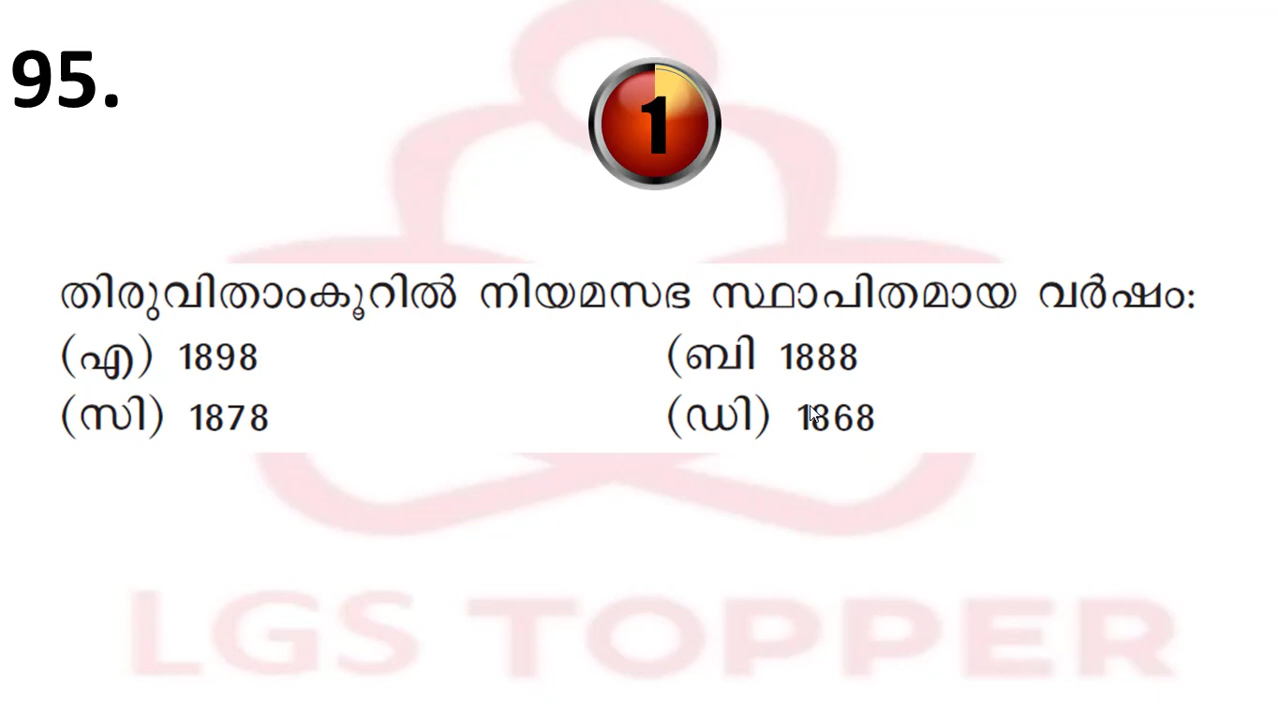 95.
1
തിരുവിതാംകൂറിൽ നിയമസഭ സ്ഥാപിതമായ വർഷം:
(എ) 1898 (ബി 1888
(സി) 1878 (ഡി) 1868
LGS TOPPER